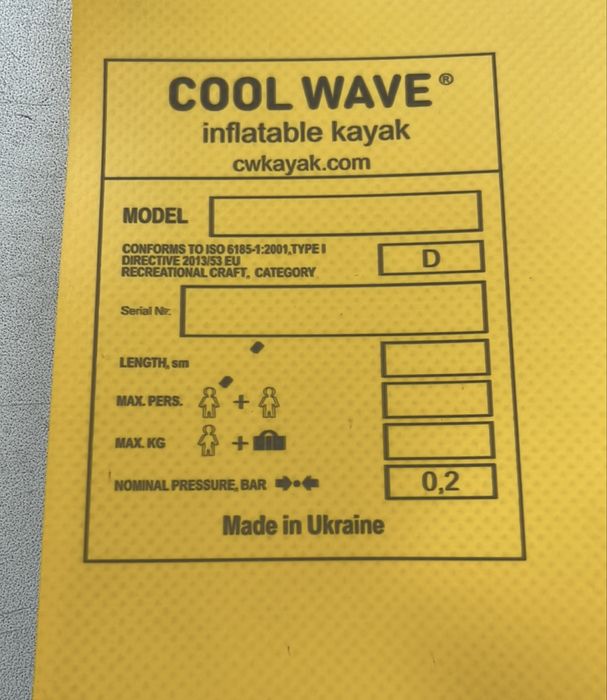 COOL WAVE®
inflatable kayak
cwkayak.com
MODEL
CONFORMS TO ISO 6185-1:2001,TYPE II
DIRECTIVE 2013/53 EU
RECREATIONAL CRAFT, CATEGORY
D
Serial Nr.
LENGTH, sm
MAX. PERS. +
MAX. KG +
NOMINAL PRESSURE, BAR 0,2
Made in Ukraine